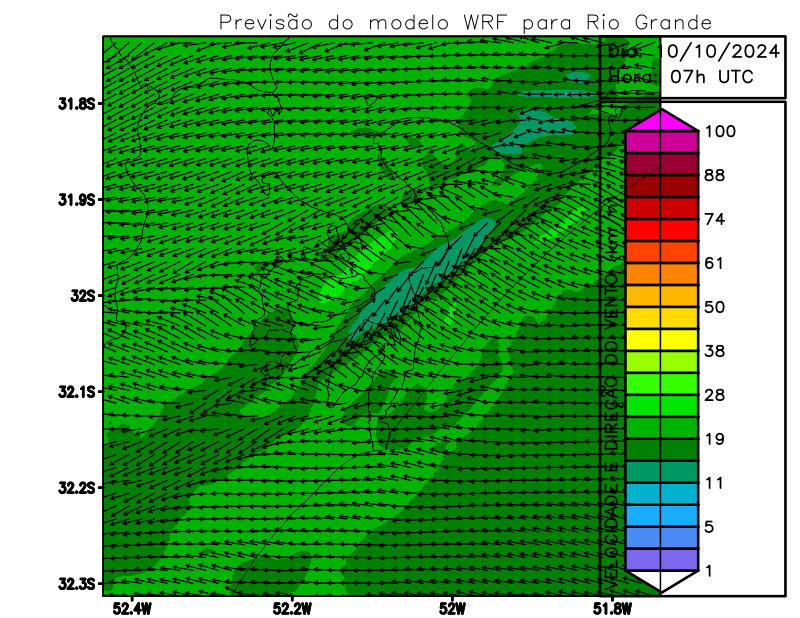 Previsão do modelo WRF para Rio Grande
Dia: 10/10/2024
Hora: 07h UTC
31.8S
31.9S
32S
32.1S
32.2S
32.3S
52.4W
52.2W
52W
51.8W
VELOCIDADE E DIREÇÃO DO VENTO (km/h)
100
88
74
61
50
38
28
19
11
5
1